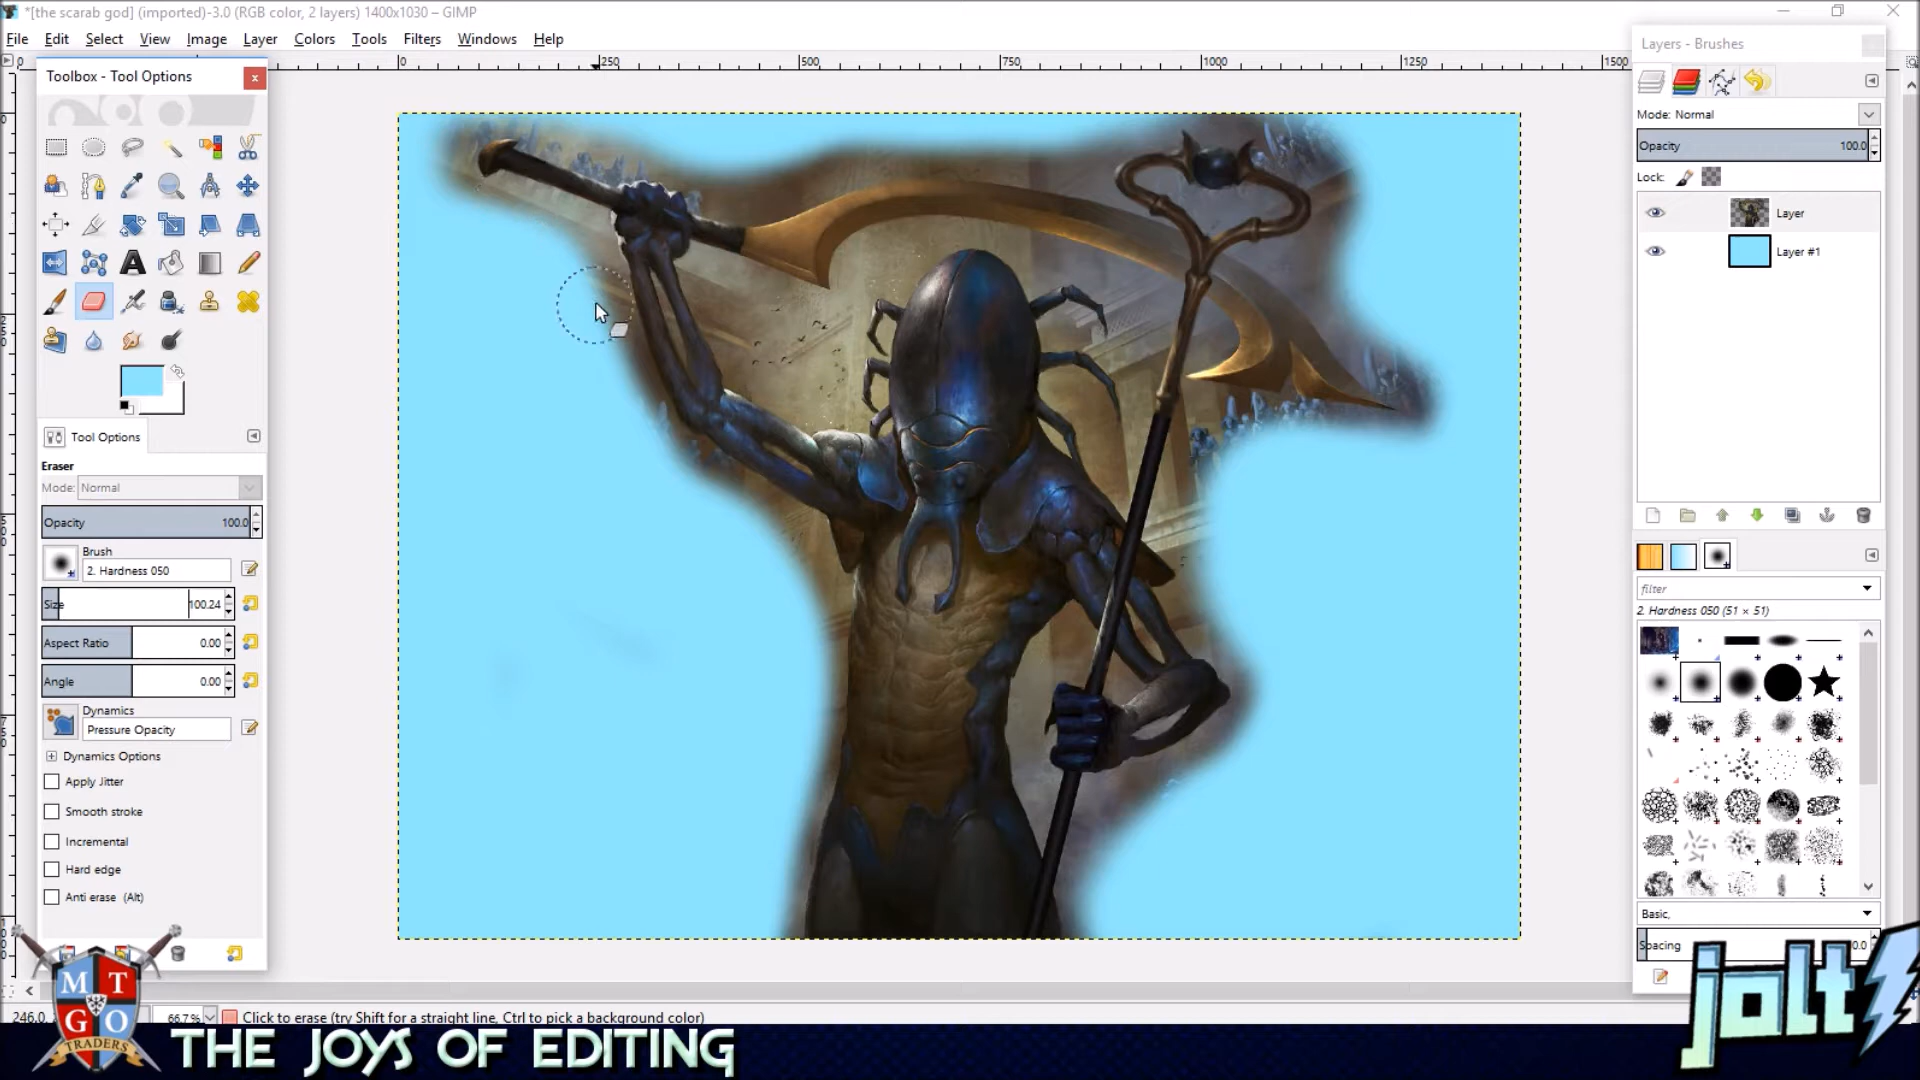 *[the scarab god] (imported)-3.0 (RGB color, 2 layers) 1400x1030 – GIMP
File Edit Select View Image Layer Colors Tools Filters Windows Help
0 250 500 750 1000 1250 1500
Toolbox - Tool Options
Tool Options
Eraser
Mode: Normal
Opacity 100.0
Brush
2. Hardness 050
Size 100.24
Aspect Ratio 0.00
Angle 0.00
Dynamics
Pressure Opacity
Dynamics Options
Apply Jitter
Smooth stroke
Incremental
Hard edge
Anti erase (Alt)
Layers - Brushes
Mode: Normal
Opacity 100.0
Lock:
Layer
Layer #1
filter
2. Hardness 050 (51 × 51)
Basic,
Spacing
246.0, 66.7 % Click to erase (try Shift for a straight line, Ctrl to pick a background color)
M T
G O
TRADERS
THE JOYS OF EDITING
jolt